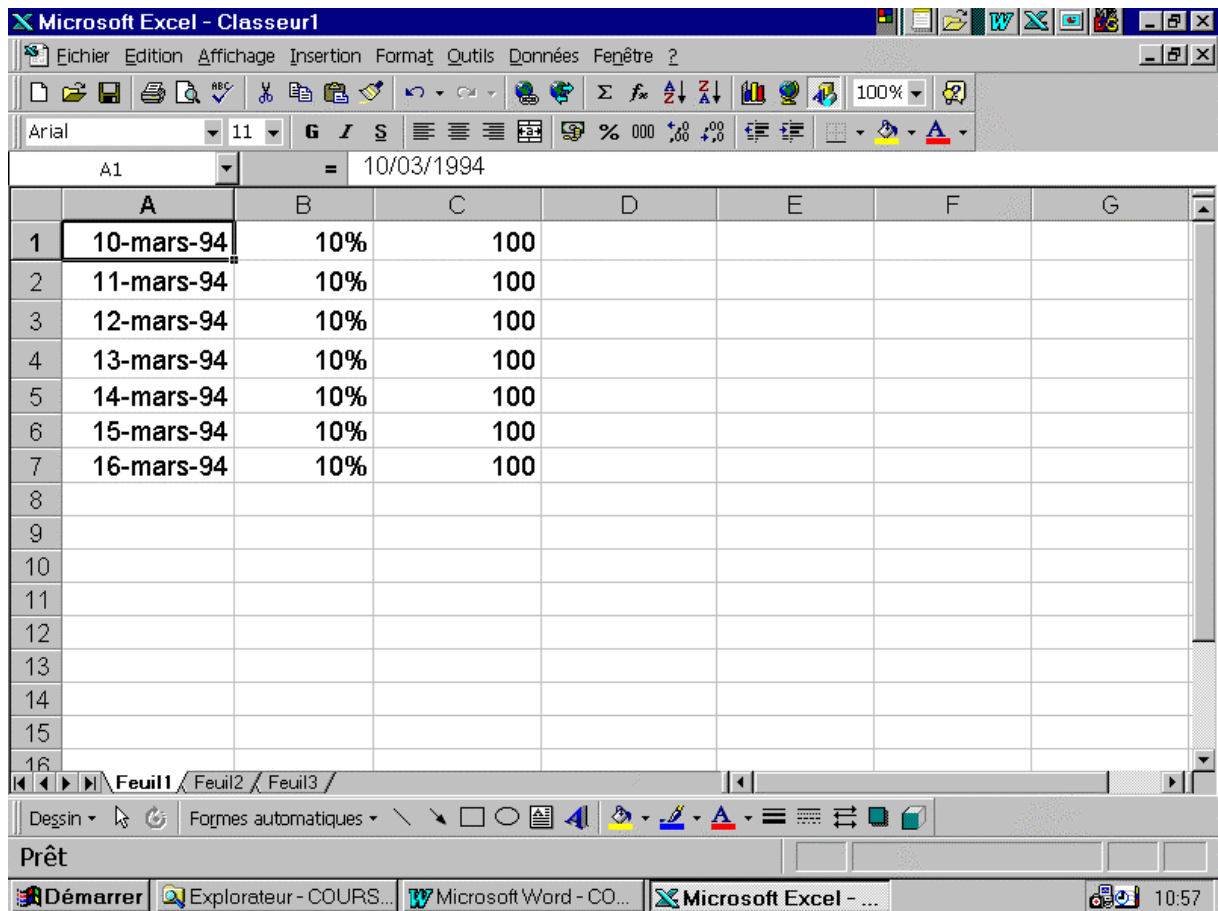 Microsoft Excel - Classeur1
Fichier Edition Affichage Insertion Format Outils Données Fenêtre ?
100%
Arial 11 G I S % 000
A1 = 10/03/1994
A B C D E F G
1 10-mars-94 10% 100
2 11-mars-94 10% 100
3 12-mars-94 10% 100
4 13-mars-94 10% 100
5 14-mars-94 10% 100
6 15-mars-94 10% 100
7 16-mars-94 10% 100
8
9
10
11
12
13
14
15
16
Feuil1 Feuil2 Feuil3
Dessin Formes automatiques
Prêt
Démarrer Explorateur - COURS... Microsoft Word - CO... Microsoft Excel - ... 10:57